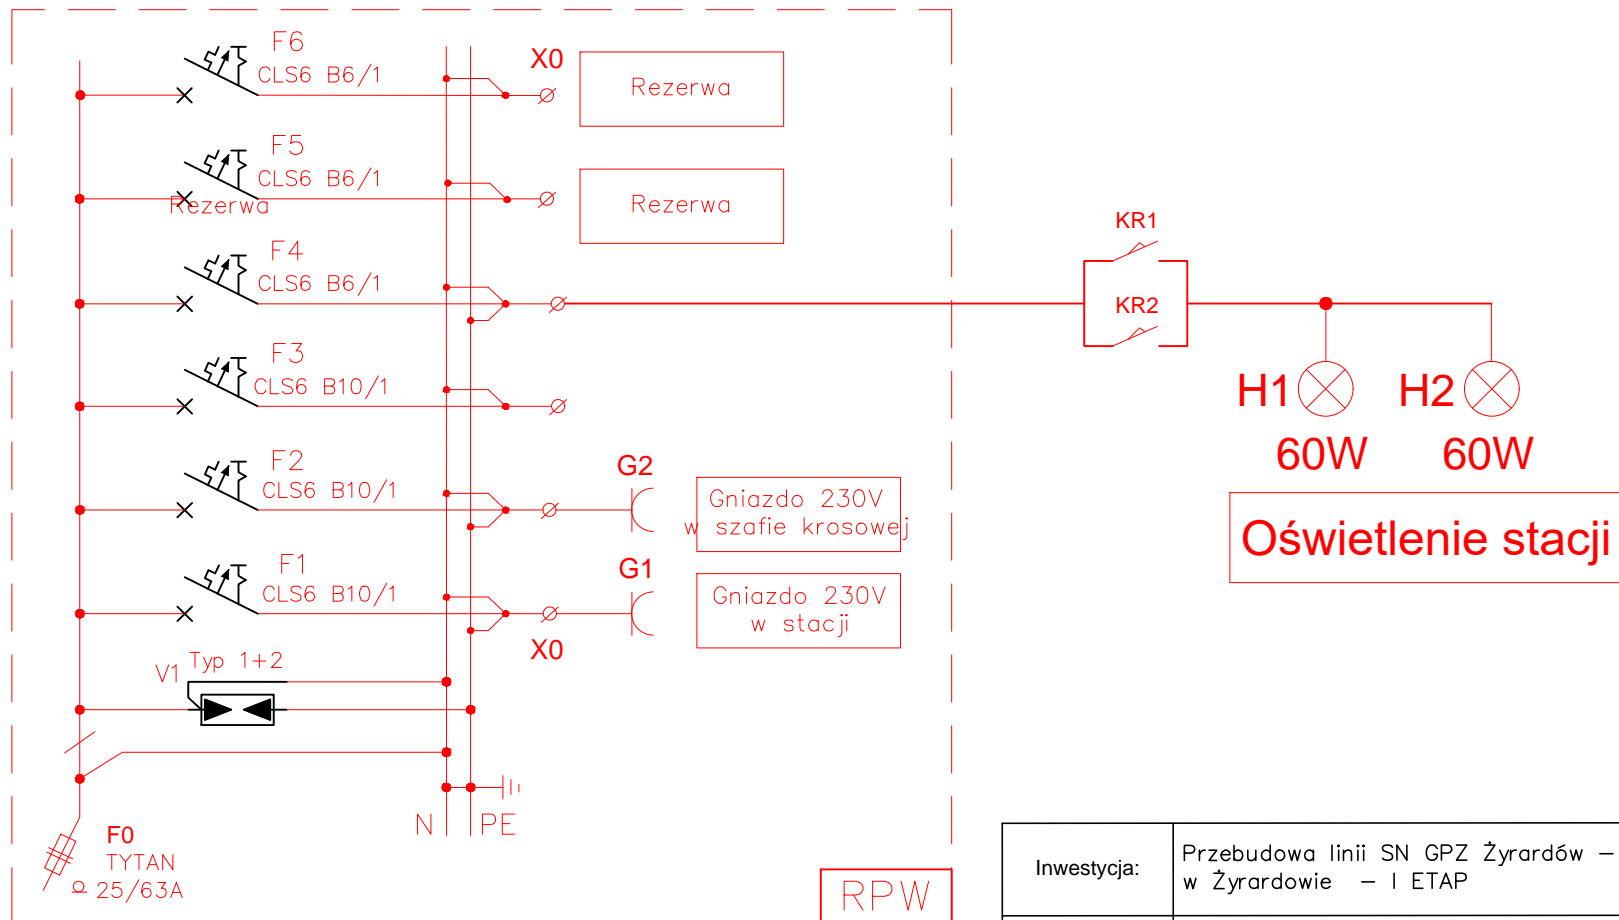 F6
CLS6 B6/1
X0
Rezerwa
F5
CLS6 B6/1
Rezerwa
Rezerwa
F4
CLS6 B6/1
KR1
KR2
F3
CLS6 B10/1
H1
H2
60W
60W
F2
CLS6 B10/1
G2
Gniazdo 230V
w szafie krosowej
Oświetlenie stacji
F1
CLS6 B10/1
G1
Gniazdo 230V
w stacji
X0
V1
Typ 1+2
N
PE
F0
TYTAN
25/63A
RPW
Inwestycja:
Przebudowa linii SN GPZ Żyrardów –
w Żyrardowie – I ETAP